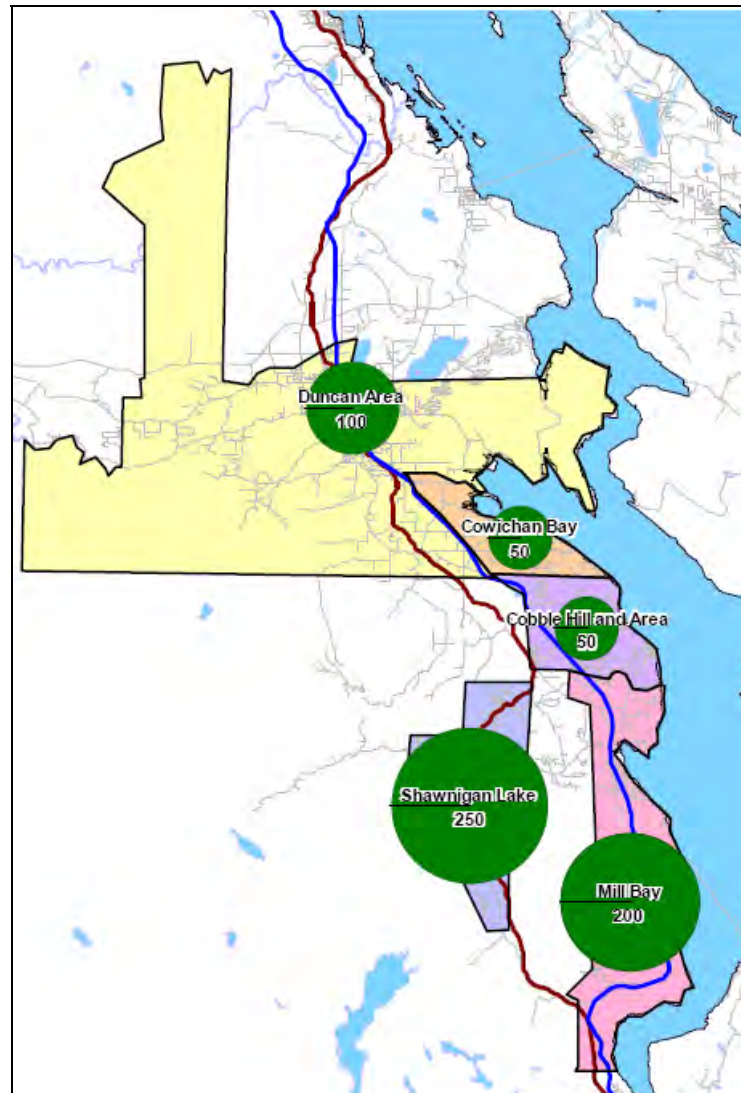 Duncan Area
100
Cowichan Bay
50
Cobble Hill and Area
50
Shawnigan Lake
250
Mill Bay
200